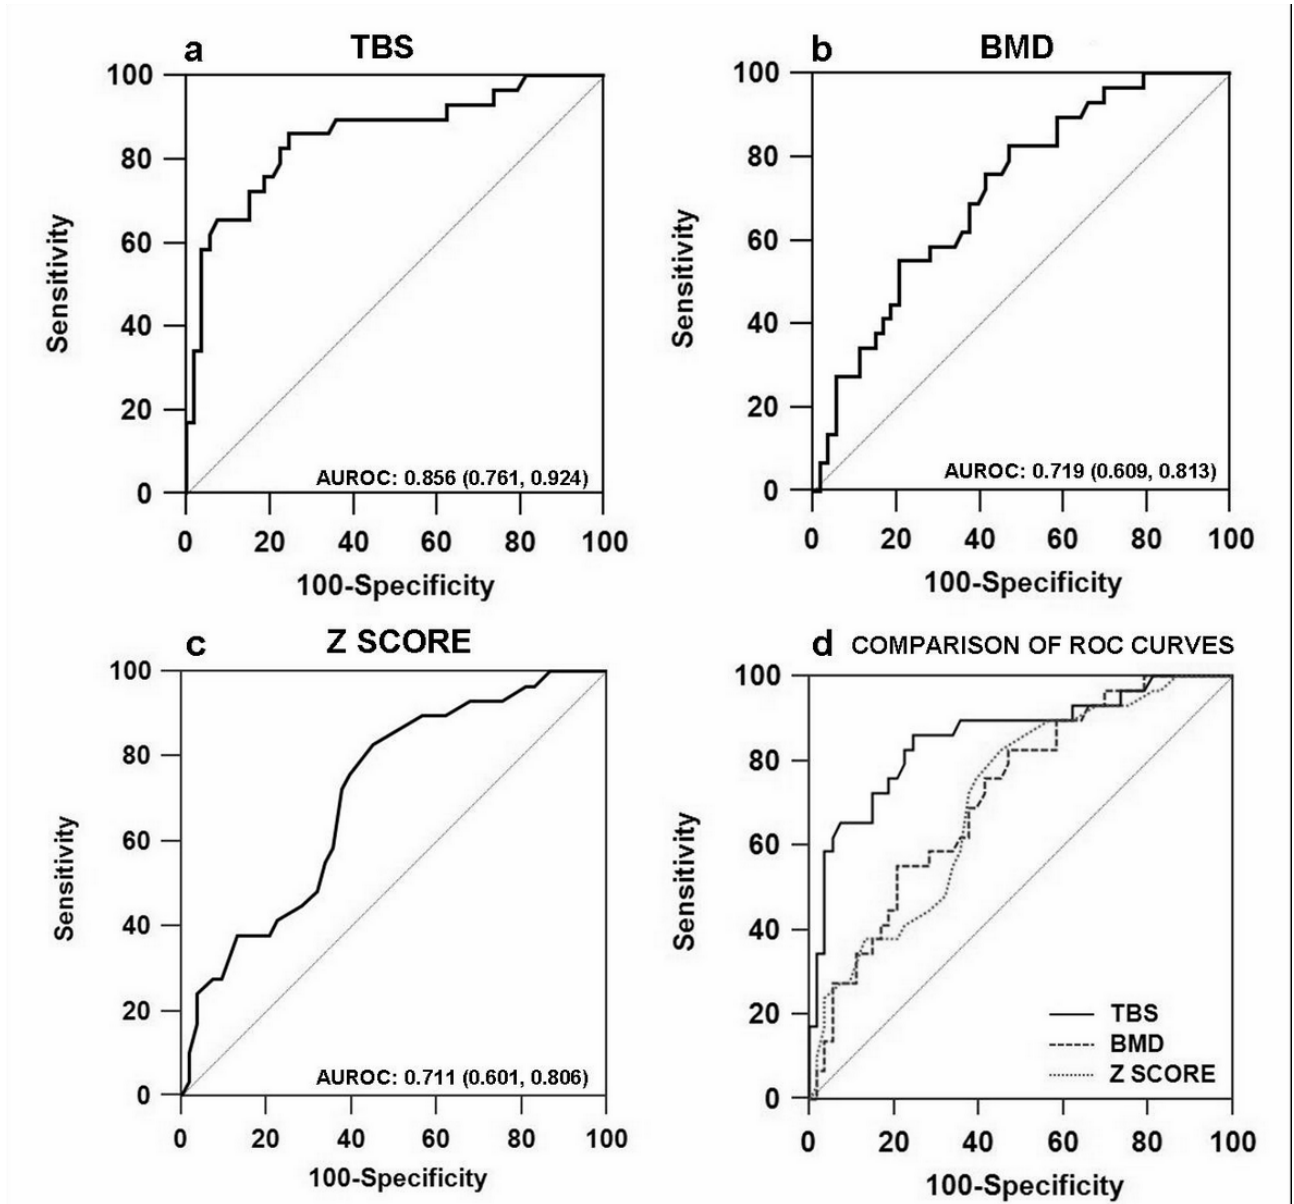 a TBS
100
80
60
40
20
0
Sensitivity
AUROC: 0.856 (0.761, 0.924)
0 20 40 60 80 100
100-Specificity
b BMD
100
80
60
40
20
0
Sensitivity
AUROC: 0.719 (0.609, 0.813)
0 20 40 60 80 100
100-Specificity
c Z SCORE
100
80
60
40
20
0
Sensitivity
AUROC: 0.711 (0.601, 0.806)
0 20 40 60 80 100
100-Specificity
d COMPARISON OF ROC CURVES
100
80
60
40
20
0
Sensitivity
TBS
BMD
Z SCORE
0 20 40 60 80 100
100-Specificity